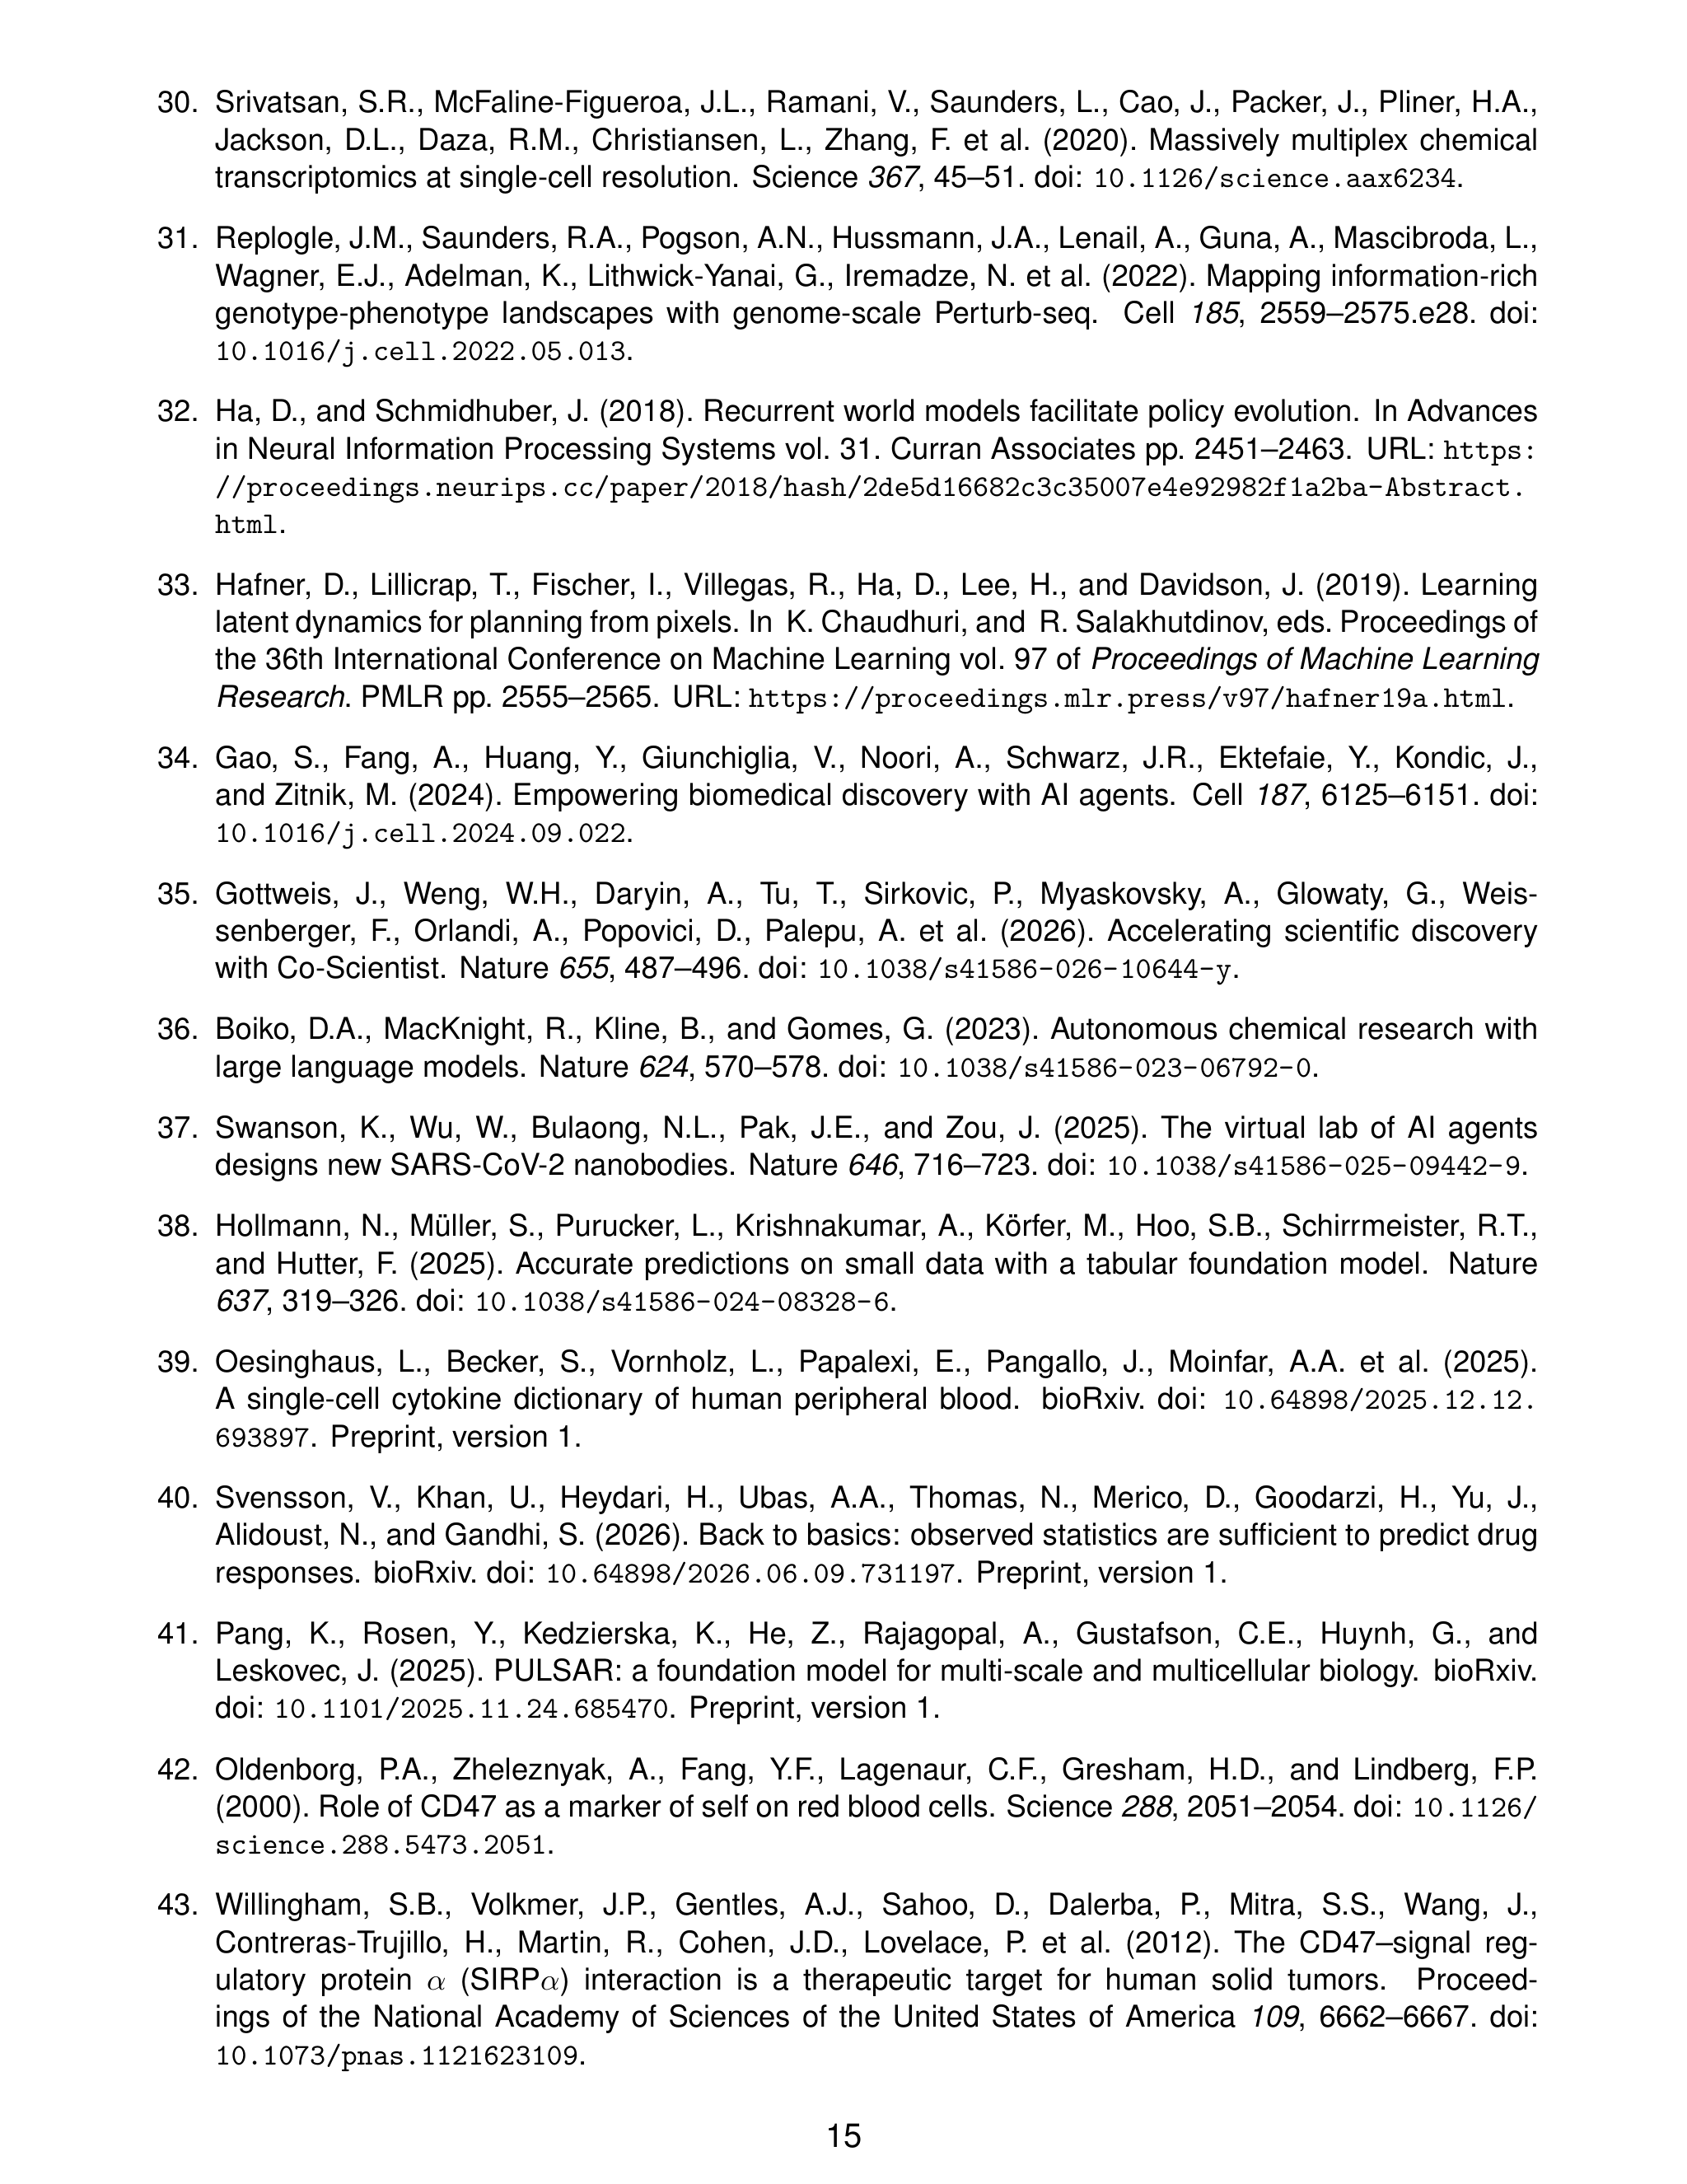 30. Srivatsan, S.R., McFaline-Figueroa, J.L., Ramani, V., Saunders, L., Cao, J., Packer, J., Pliner, H.A.,
Jackson, D.L., Daza, R.M., Christiansen, L., Zhang, F. et al. (2020). Massively multiplex chemical
transcriptomics at single-cell resolution. Science 367, 45–51. doi: 10.1126/science.aax6234.
31. Replogle, J.M., Saunders, R.A., Pogson, A.N., Hussmann, J.A., Lenail, A., Guna, A., Mascibroda, L.,
Wagner, E.J., Adelman, K., Lithwick-Yanai, G., Iremadze, N. et al. (2022). Mapping information-rich
genotype-phenotype landscapes with genome-scale Perturb-seq. Cell 185, 2559–2575.e28. doi:
10.1016/j.cell.2022.05.013.
32. Ha, D., and Schmidhuber, J. (2018). Recurrent world models facilitate policy evolution. In Advances
in Neural Information Processing Systems vol. 31. Curran Associates pp. 2451–2463. URL: https:
//proceedings.neurips.cc/paper/2018/hash/2de5d16682c3c35007e4e92982f1a2ba-Abstract.
html.
33. Hafner, D., Lillicrap, T., Fischer, I., Villegas, R., Ha, D., Lee, H., and Davidson, J. (2019). Learning
latent dynamics for planning from pixels. In K. Chaudhuri, and R. Salakhutdinov, eds. Proceedings of
the 36th International Conference on Machine Learning vol. 97 of Proceedings of Machine Learning
Research. PMLR pp. 2555–2565. URL: https://proceedings.mlr.press/v97/hafner19a.html.
34. Gao, S., Fang, A., Huang, Y., Giunchiglia, V., Noori, A., Schwarz, J.R., Ektefaie, Y., Kondic, J.,
and Zitnik, M. (2024). Empowering biomedical discovery with AI agents. Cell 187, 6125–6151. doi:
10.1016/j.cell.2024.09.022.
35. Gottweis, J., Weng, W.H., Daryin, A., Tu, T., Sirkovic, P., Myaskovsky, A., Glowaty, G., Weis-
senberger, F., Orlandi, A., Popovici, D., Palepu, A. et al. (2026). Accelerating scientific discovery
with Co-Scientist. Nature 655, 487–496. doi: 10.1038/s41586-026-10644-y.
36. Boiko, D.A., MacKnight, R., Kline, B., and Gomes, G. (2023). Autonomous chemical research with
large language models. Nature 624, 570–578. doi: 10.1038/s41586-023-06792-0.
37. Swanson, K., Wu, W., Bulaong, N.L., Pak, J.E., and Zou, J. (2025). The virtual lab of AI agents
designs new SARS-CoV-2 nanobodies. Nature 646, 716–723. doi: 10.1038/s41586-025-09442-9.
38. Hollmann, N., Müller, S., Purucker, L., Krishnakumar, A., Körfer, M., Hoo, S.B., Schirrmeister, R.T.,
and Hutter, F. (2025). Accurate predictions on small data with a tabular foundation model. Nature
637, 319–326. doi: 10.1038/s41586-024-08328-6.
39. Oesinghaus, L., Becker, S., Vornholz, L., Papalexi, E., Pangallo, J., Moinfar, A.A. et al. (2025).
A single-cell cytokine dictionary of human peripheral blood. bioRxiv. doi: 10.64898/2025.12.12.
693897. Preprint, version 1.
40. Svensson, V., Khan, U., Heydari, H., Ubas, A.A., Thomas, N., Merico, D., Goodarzi, H., Yu, J.,
Alidoust, N., and Gandhi, S. (2026). Back to basics: observed statistics are sufficient to predict drug
responses. bioRxiv. doi: 10.64898/2026.06.09.731197. Preprint, version 1.
41. Pang, K., Rosen, Y., Kedzierska, K., He, Z., Rajagopal, A., Gustafson, C.E., Huynh, G., and
Leskovec, J. (2025). PULSAR: a foundation model for multi-scale and multicellular biology. bioRxiv.
doi: 10.1101/2025.11.24.685470. Preprint, version 1.
42. Oldenborg, P.A., Zheleznyak, A., Fang, Y.F., Lagenaur, C.F., Gresham, H.D., and Lindberg, F.P.
(2000). Role of CD47 as a marker of self on red blood cells. Science 288, 2051–2054. doi: 10.1126/
science.288.5473.2051.
43. Willingham, S.B., Volkmer, J.P., Gentles, A.J., Sahoo, D., Dalerba, P., Mitra, S.S., Wang, J.,
Contreras-Trujillo, H., Martin, R., Cohen, J.D., Lovelace, P. et al. (2012). The CD47–signal reg-
ulatory protein α (SIRPα) interaction is a therapeutic target for human solid tumors. Proceed-
ings of the National Academy of Sciences of the United States of America 109, 6662–6667. doi:
10.1073/pnas.1121623109.
15